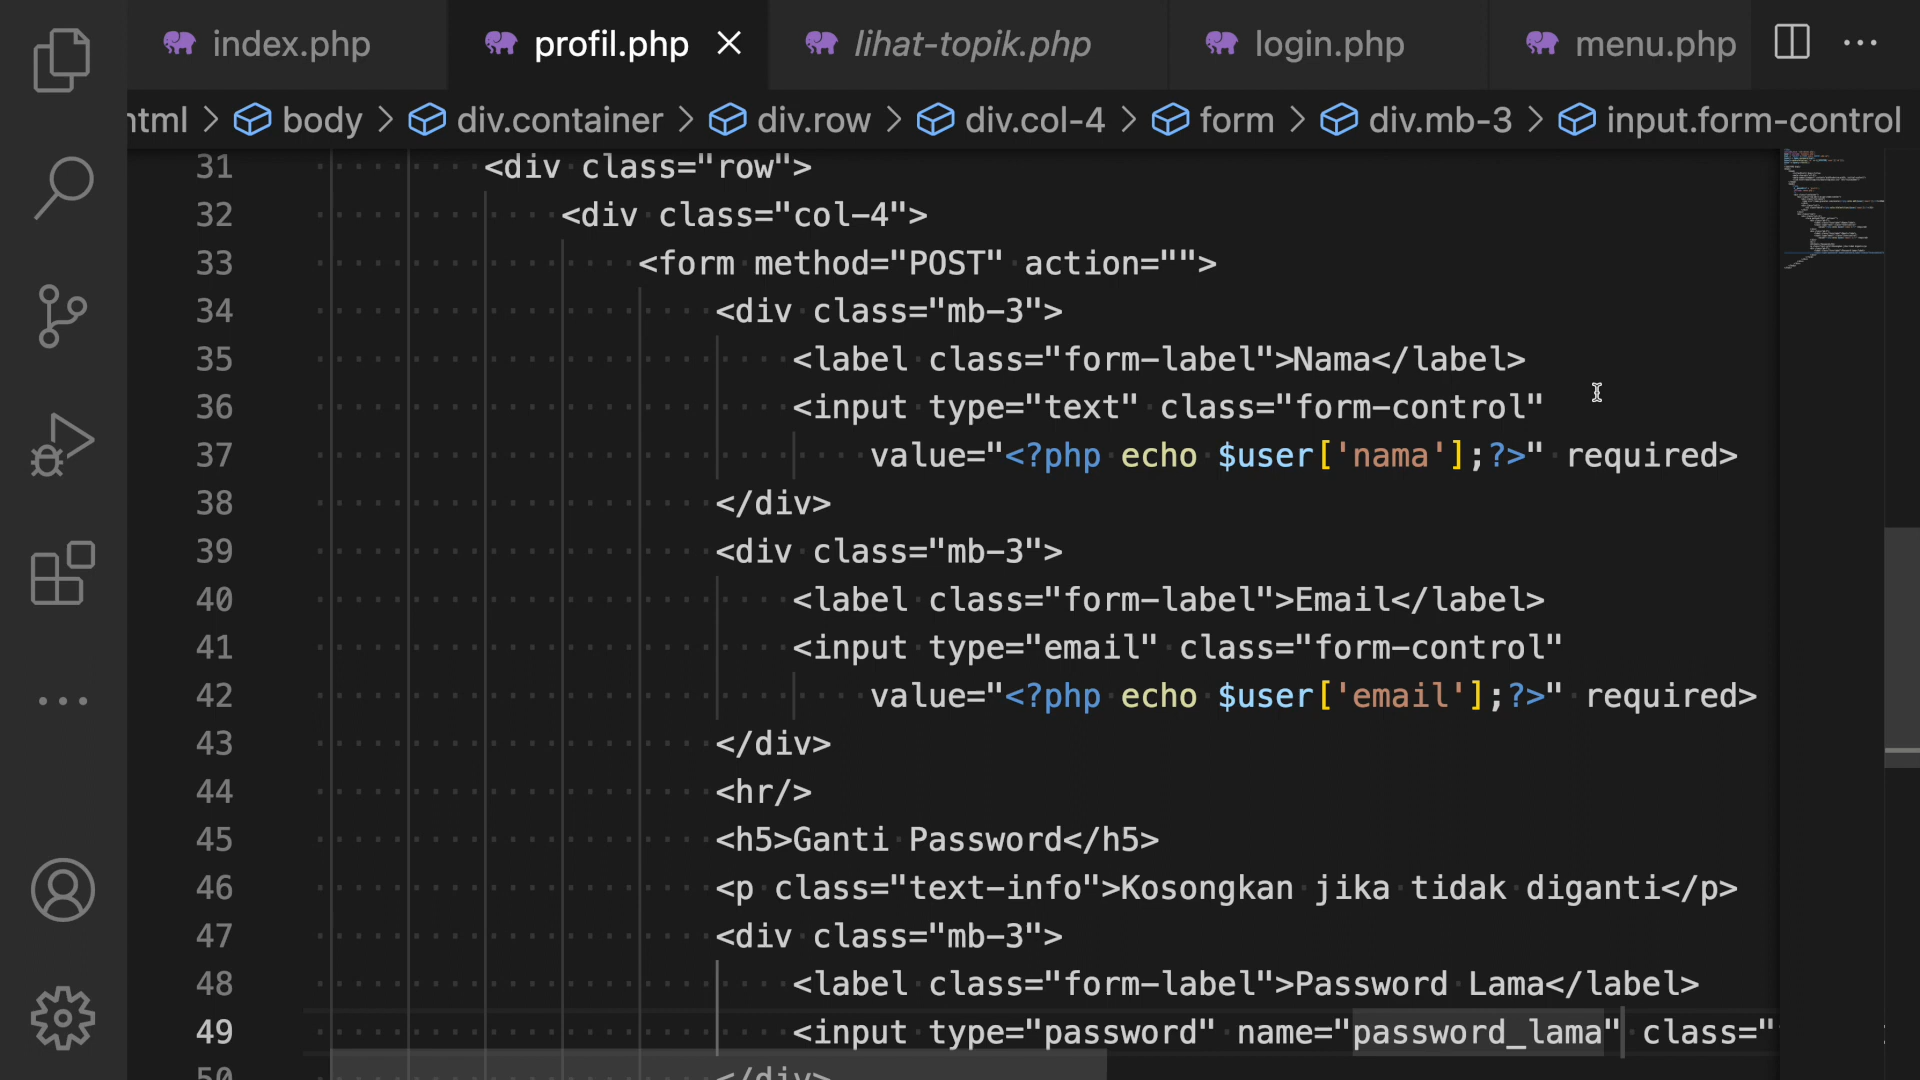 index.php
profil.php
lihat-topik.php
login.php
menu.php
html > body > div.container > div.row > div.col-4 > form > div.mb-3 > input.form-control
31 <div class="row">
32 <div class="col-4">
33 <form method="POST" action="">
34 <div class="mb-3">
35 <label class="form-label">Nama</label>
36 <input type="text" class="form-control"
37 value="<?php echo $user['nama'];?>" required>
38 </div>
39 <div class="mb-3">
40 <label class="form-label">Email</label>
41 <input type="email" class="form-control"
42 value="<?php echo $user['email'];?>" required>
43 </div>
44 <hr/>
45 <h5>Ganti Password</h5>
46 <p class="text-info">Kosongkan jika tidak diganti</p>
47 <div class="mb-3">
48 <label class="form-label">Password Lama</label>
49 <input type="password" name="password_lama" class="
50 </div>